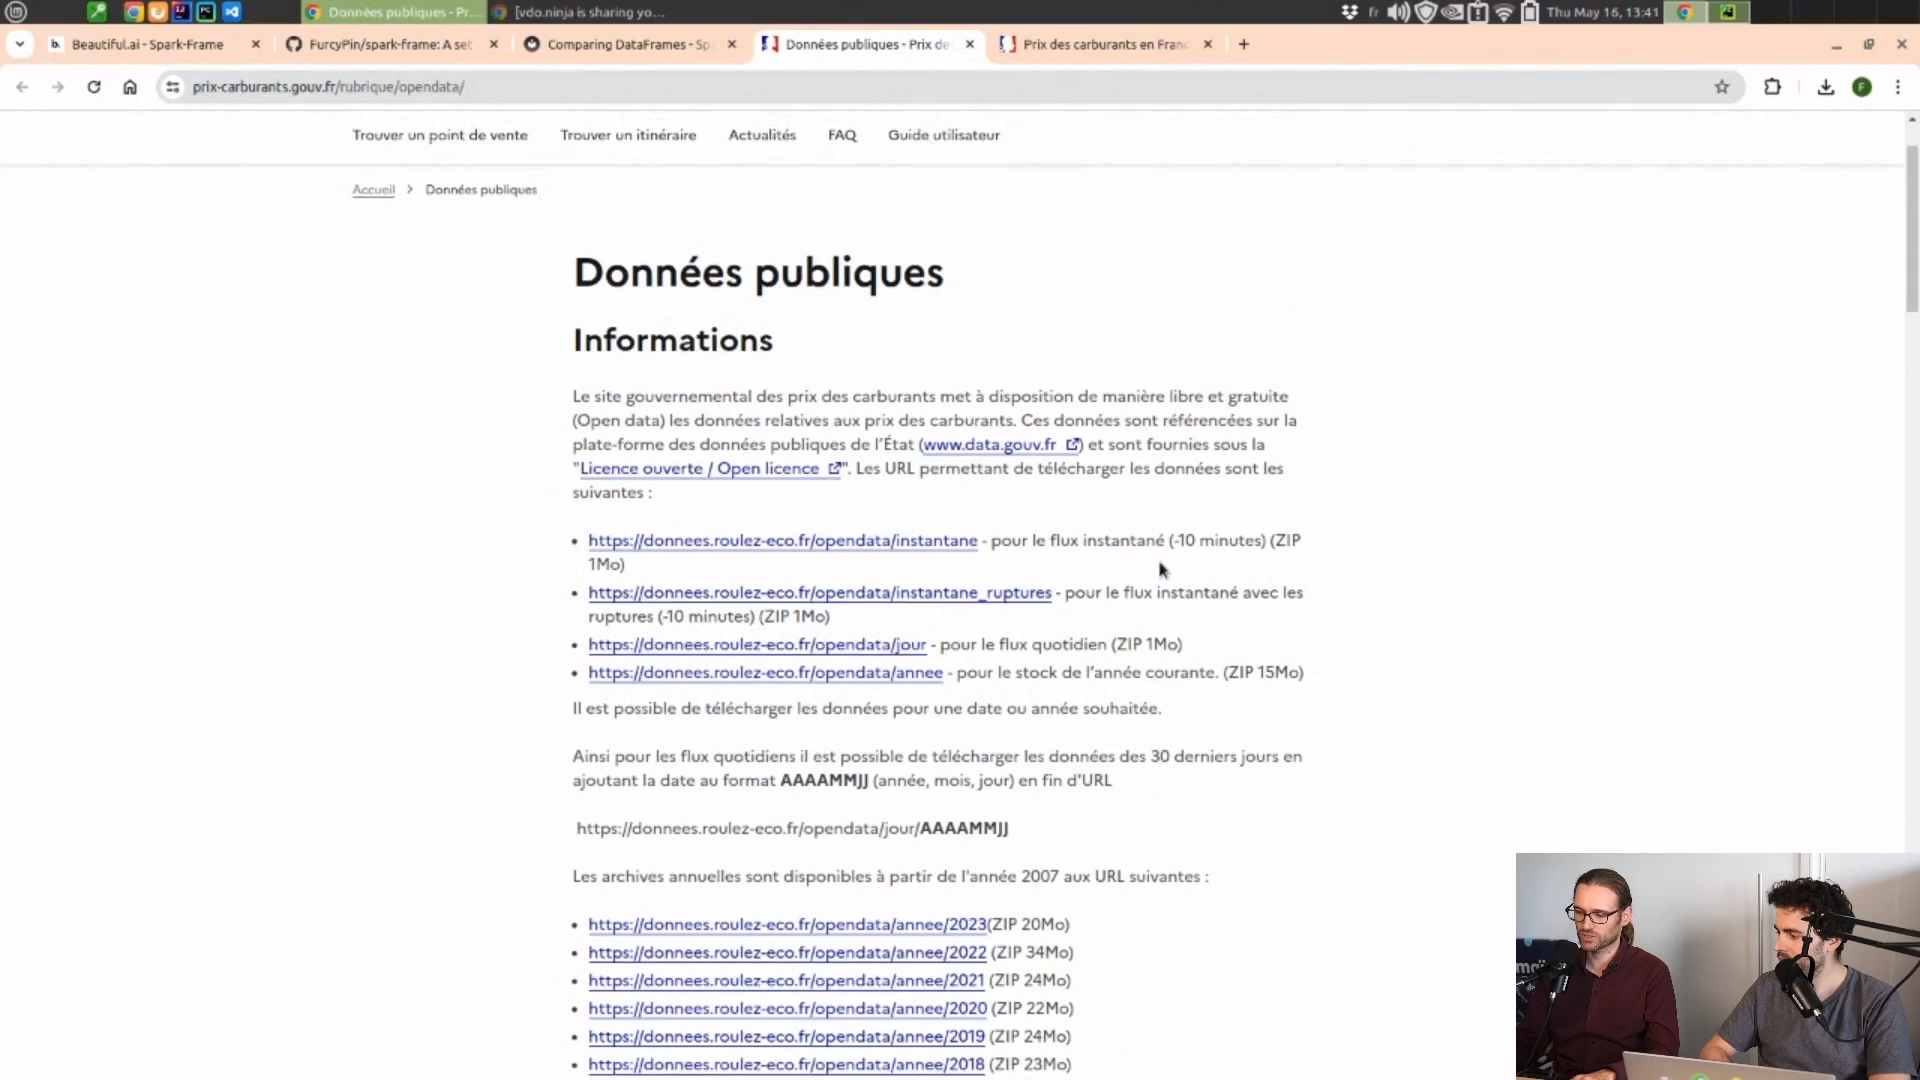 Données publiques - Pr...
[vdo.ninja is sharing yo...
fr
Thu May 16, 13:41
Beautiful.ai - Spark-Frame
FurcyPin/spark-frame: A set
Comparing DataFrames - Sp
Données publiques - Prix de
Prix des carburants en Franc
prix-carburants.gouv.fr/rubrique/opendata/
F
Trouver un point de vente
Trouver un itinéraire
Actualités
FAQ
Guide utilisateur
Accueil > Données publiques
Données publiques
Informations
Le site gouvernemental des prix des carburants met à disposition de manière libre et gratuite
(Open data) les données relatives aux prix des carburants. Ces données sont référencées sur la
plate-forme des données publiques de l'État (www.data.gouv.fr) et sont fournies sous la
"Licence ouverte / Open licence". Les URL permettant de télécharger les données sont les
suivantes :
• https://donnees.roulez-eco.fr/opendata/instantane - pour le flux instantané (-10 minutes) (ZIP
1Mo)
• https://donnees.roulez-eco.fr/opendata/instantane_ruptures - pour le flux instantané avec les
ruptures (-10 minutes) (ZIP 1Mo)
• https://donnees.roulez-eco.fr/opendata/jour - pour le flux quotidien (ZIP 1Mo)
• https://donnees.roulez-eco.fr/opendata/annee - pour le stock de l'année courante. (ZIP 15Mo)
Il est possible de télécharger les données pour une date ou année souhaitée.
Ainsi pour les flux quotidiens il est possible de télécharger les données des 30 derniers jours en
ajoutant la date au format AAAAMMJJ (année, mois, jour) en fin d'URL
https://donnees.roulez-eco.fr/opendata/jour/AAAAMMJJ
Les archives annuelles sont disponibles à partir de l'année 2007 aux URL suivantes :
• https://donnees.roulez-eco.fr/opendata/annee/2023(ZIP 20Mo)
• https://donnees.roulez-eco.fr/opendata/annee/2022 (ZIP 34Mo)
• https://donnees.roulez-eco.fr/opendata/annee/2021 (ZIP 24Mo)
• https://donnees.roulez-eco.fr/opendata/annee/2020 (ZIP 22Mo)
• https://donnees.roulez-eco.fr/opendata/annee/2019 (ZIP 24Mo)
• https://donnees.roulez-eco.fr/opendata/annee/2018 (ZIP 23Mo)